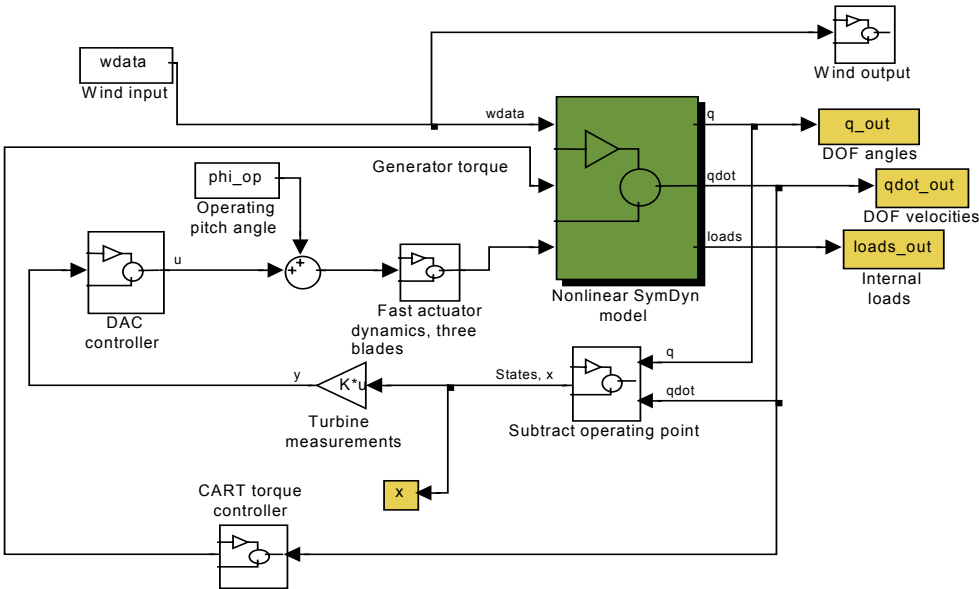 wdata
Wind input
Wind output
wdata
q
q_out
DOF angles
Generator torque
phi_op
Operating
pitch angle
qdot
qdot_out
DOF velocities
loads
loads_out
Internal
loads
u
+
+
DAC
controller
Fast actuator
dynamics, three
blades
Nonlinear SymDyn
model
q
qdot
States, x
Subtract operating point
y
K*u
Turbine
measurements
x
CART torque
controller